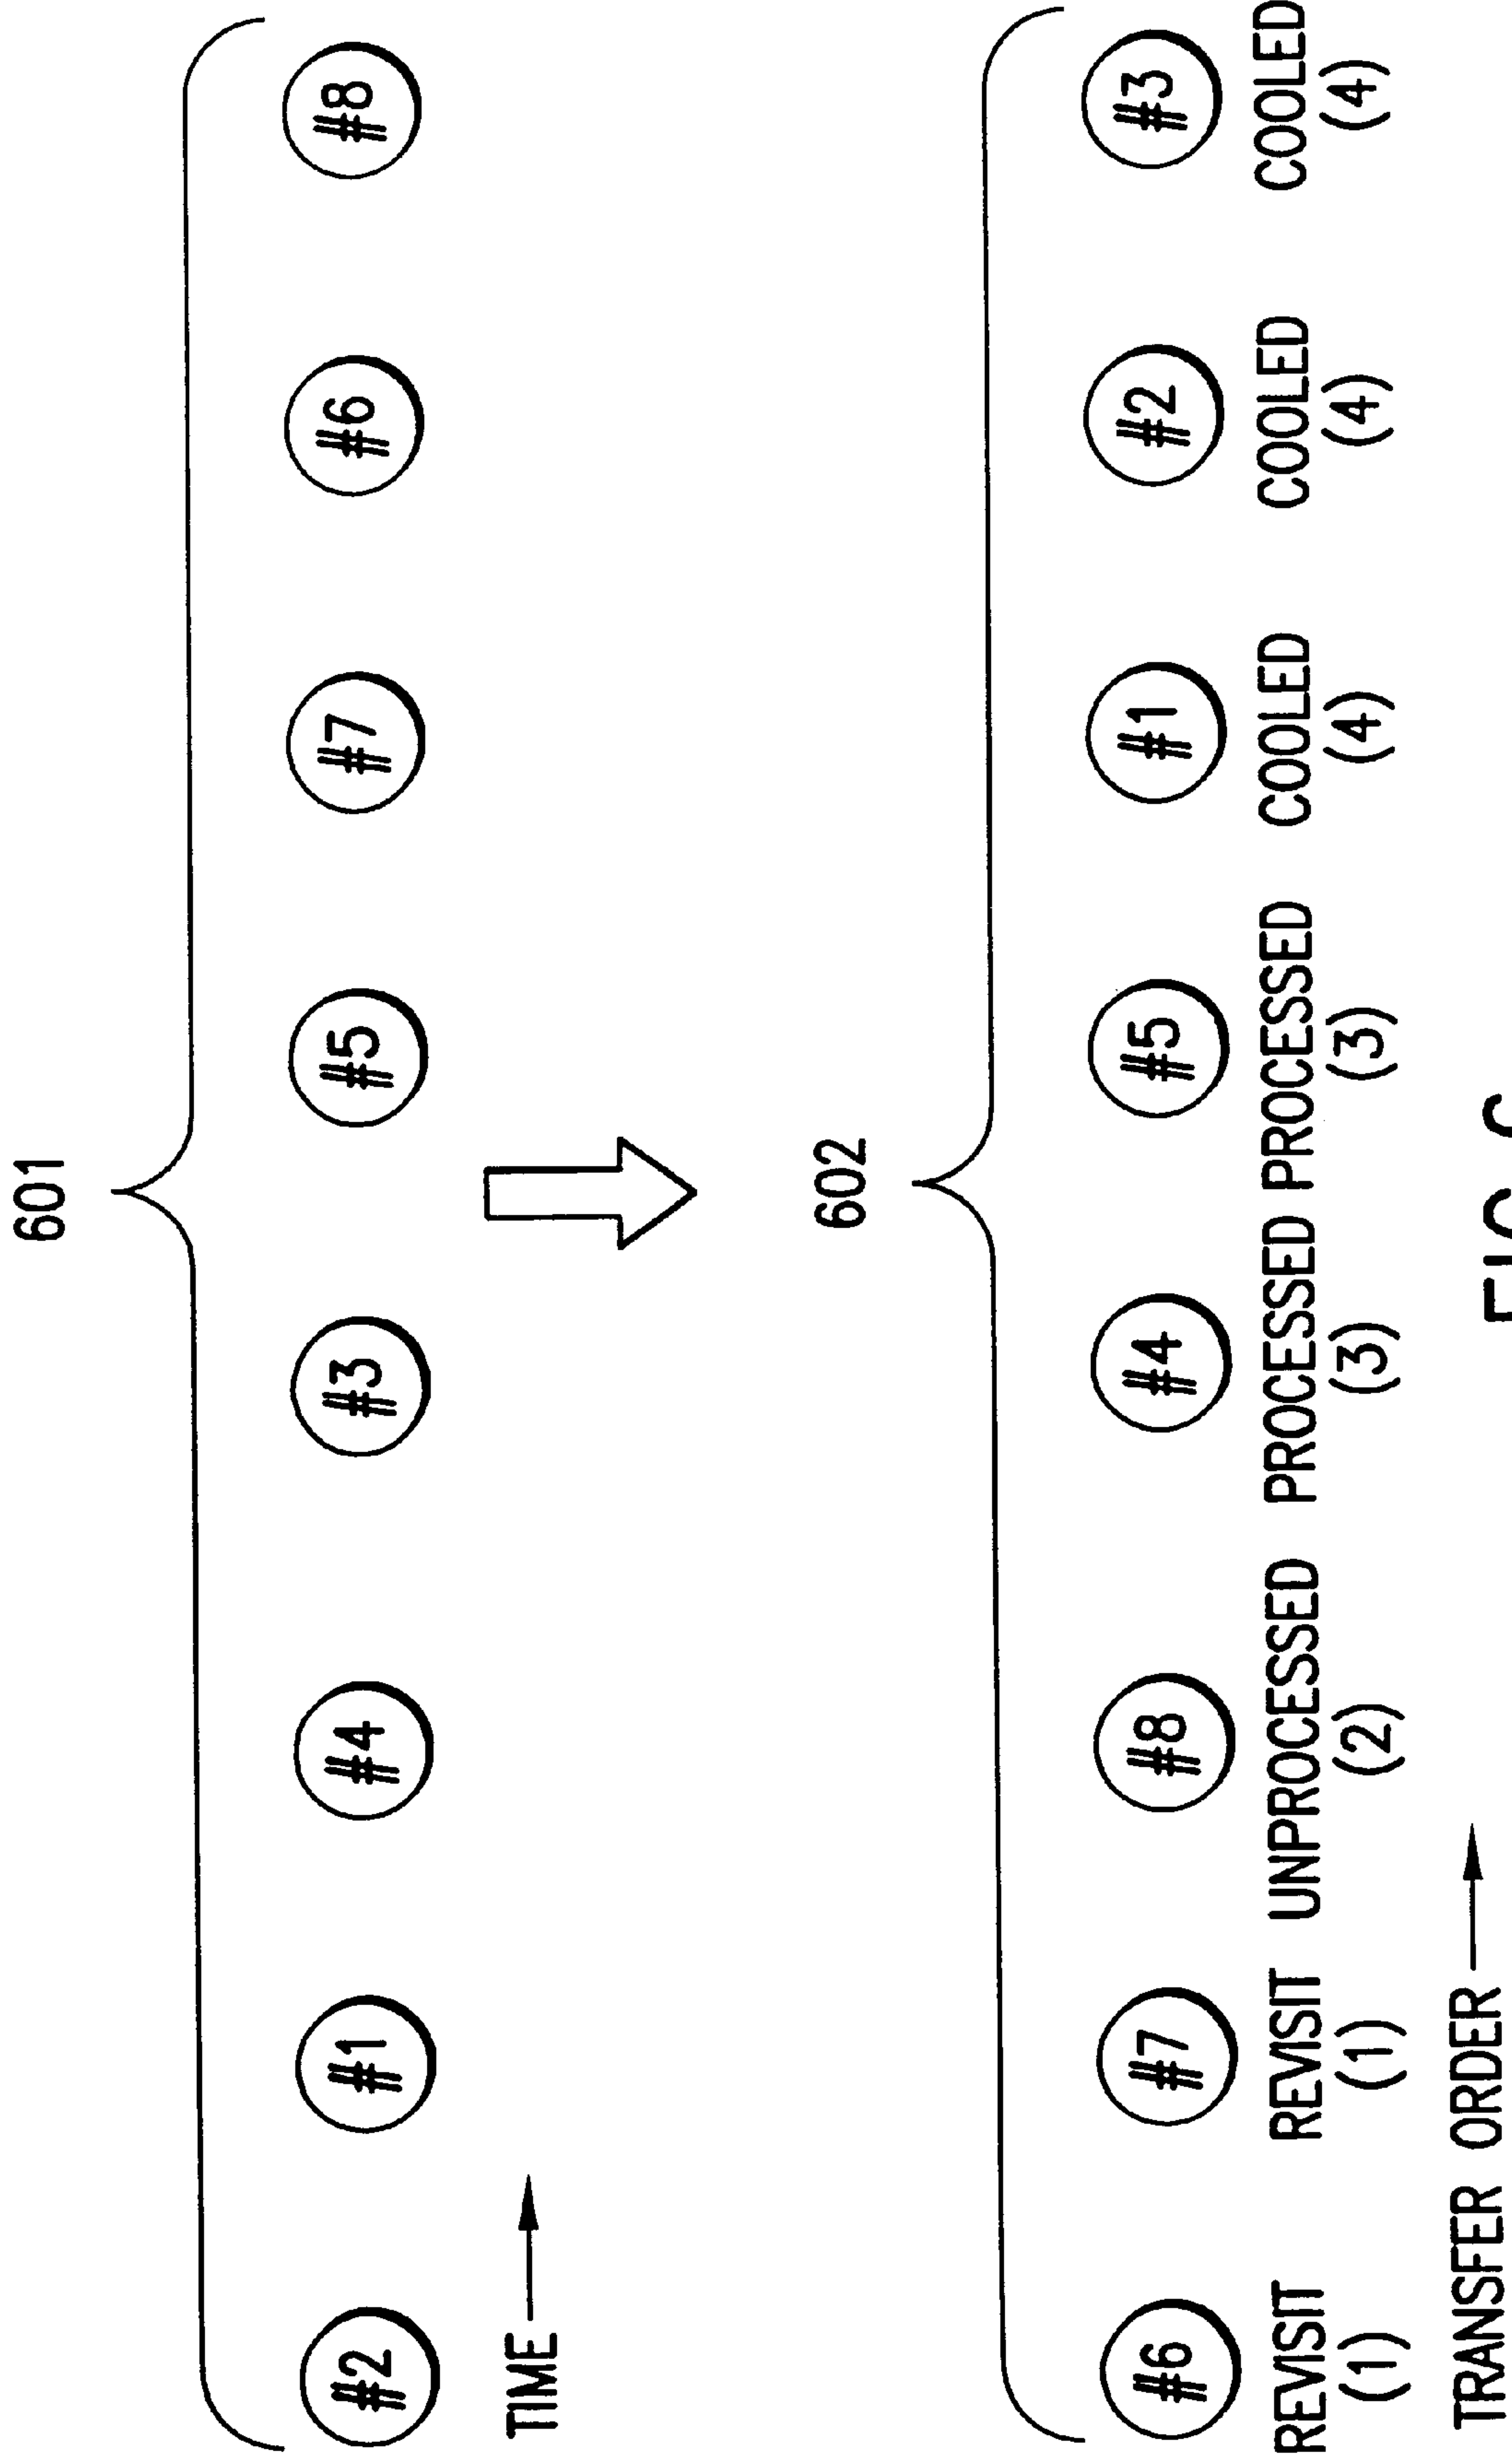 601
#2 #1 #4 #3 #5 #7 #6 #8
TIME
602
#6 #7 #8 #4 #5 #1 #2 #3
REVISIT REVISIT UNPROCESSED PROCESSED PROCESSED COOLED COOLED COOLED
(1) (1) (2) (3) (3) (4) (4) (4)
TRANSFER ORDER